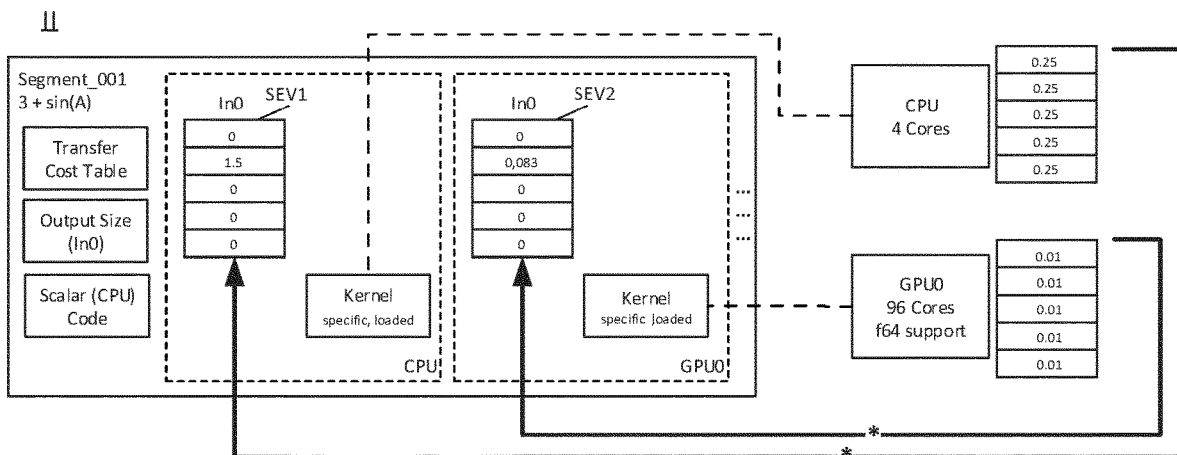 Segment_001
3 + sin(A)
Transfer
Cost Table
Output Size
(In0)
Scalar (CPU)
Code
In0
SEV1
0
1.5
0
0
0
Kernel
specific, loaded
CPU
In0
SEV2
0
0,083
0
0
0
Kernel
specific loaded
GPU0
...
...
...
CPU
4 Cores
0.25
0.25
0.25
0.25
0.25
GPU0
96 Cores
f64 support
0.01
0.01
0.01
0.01
0.01
*
*